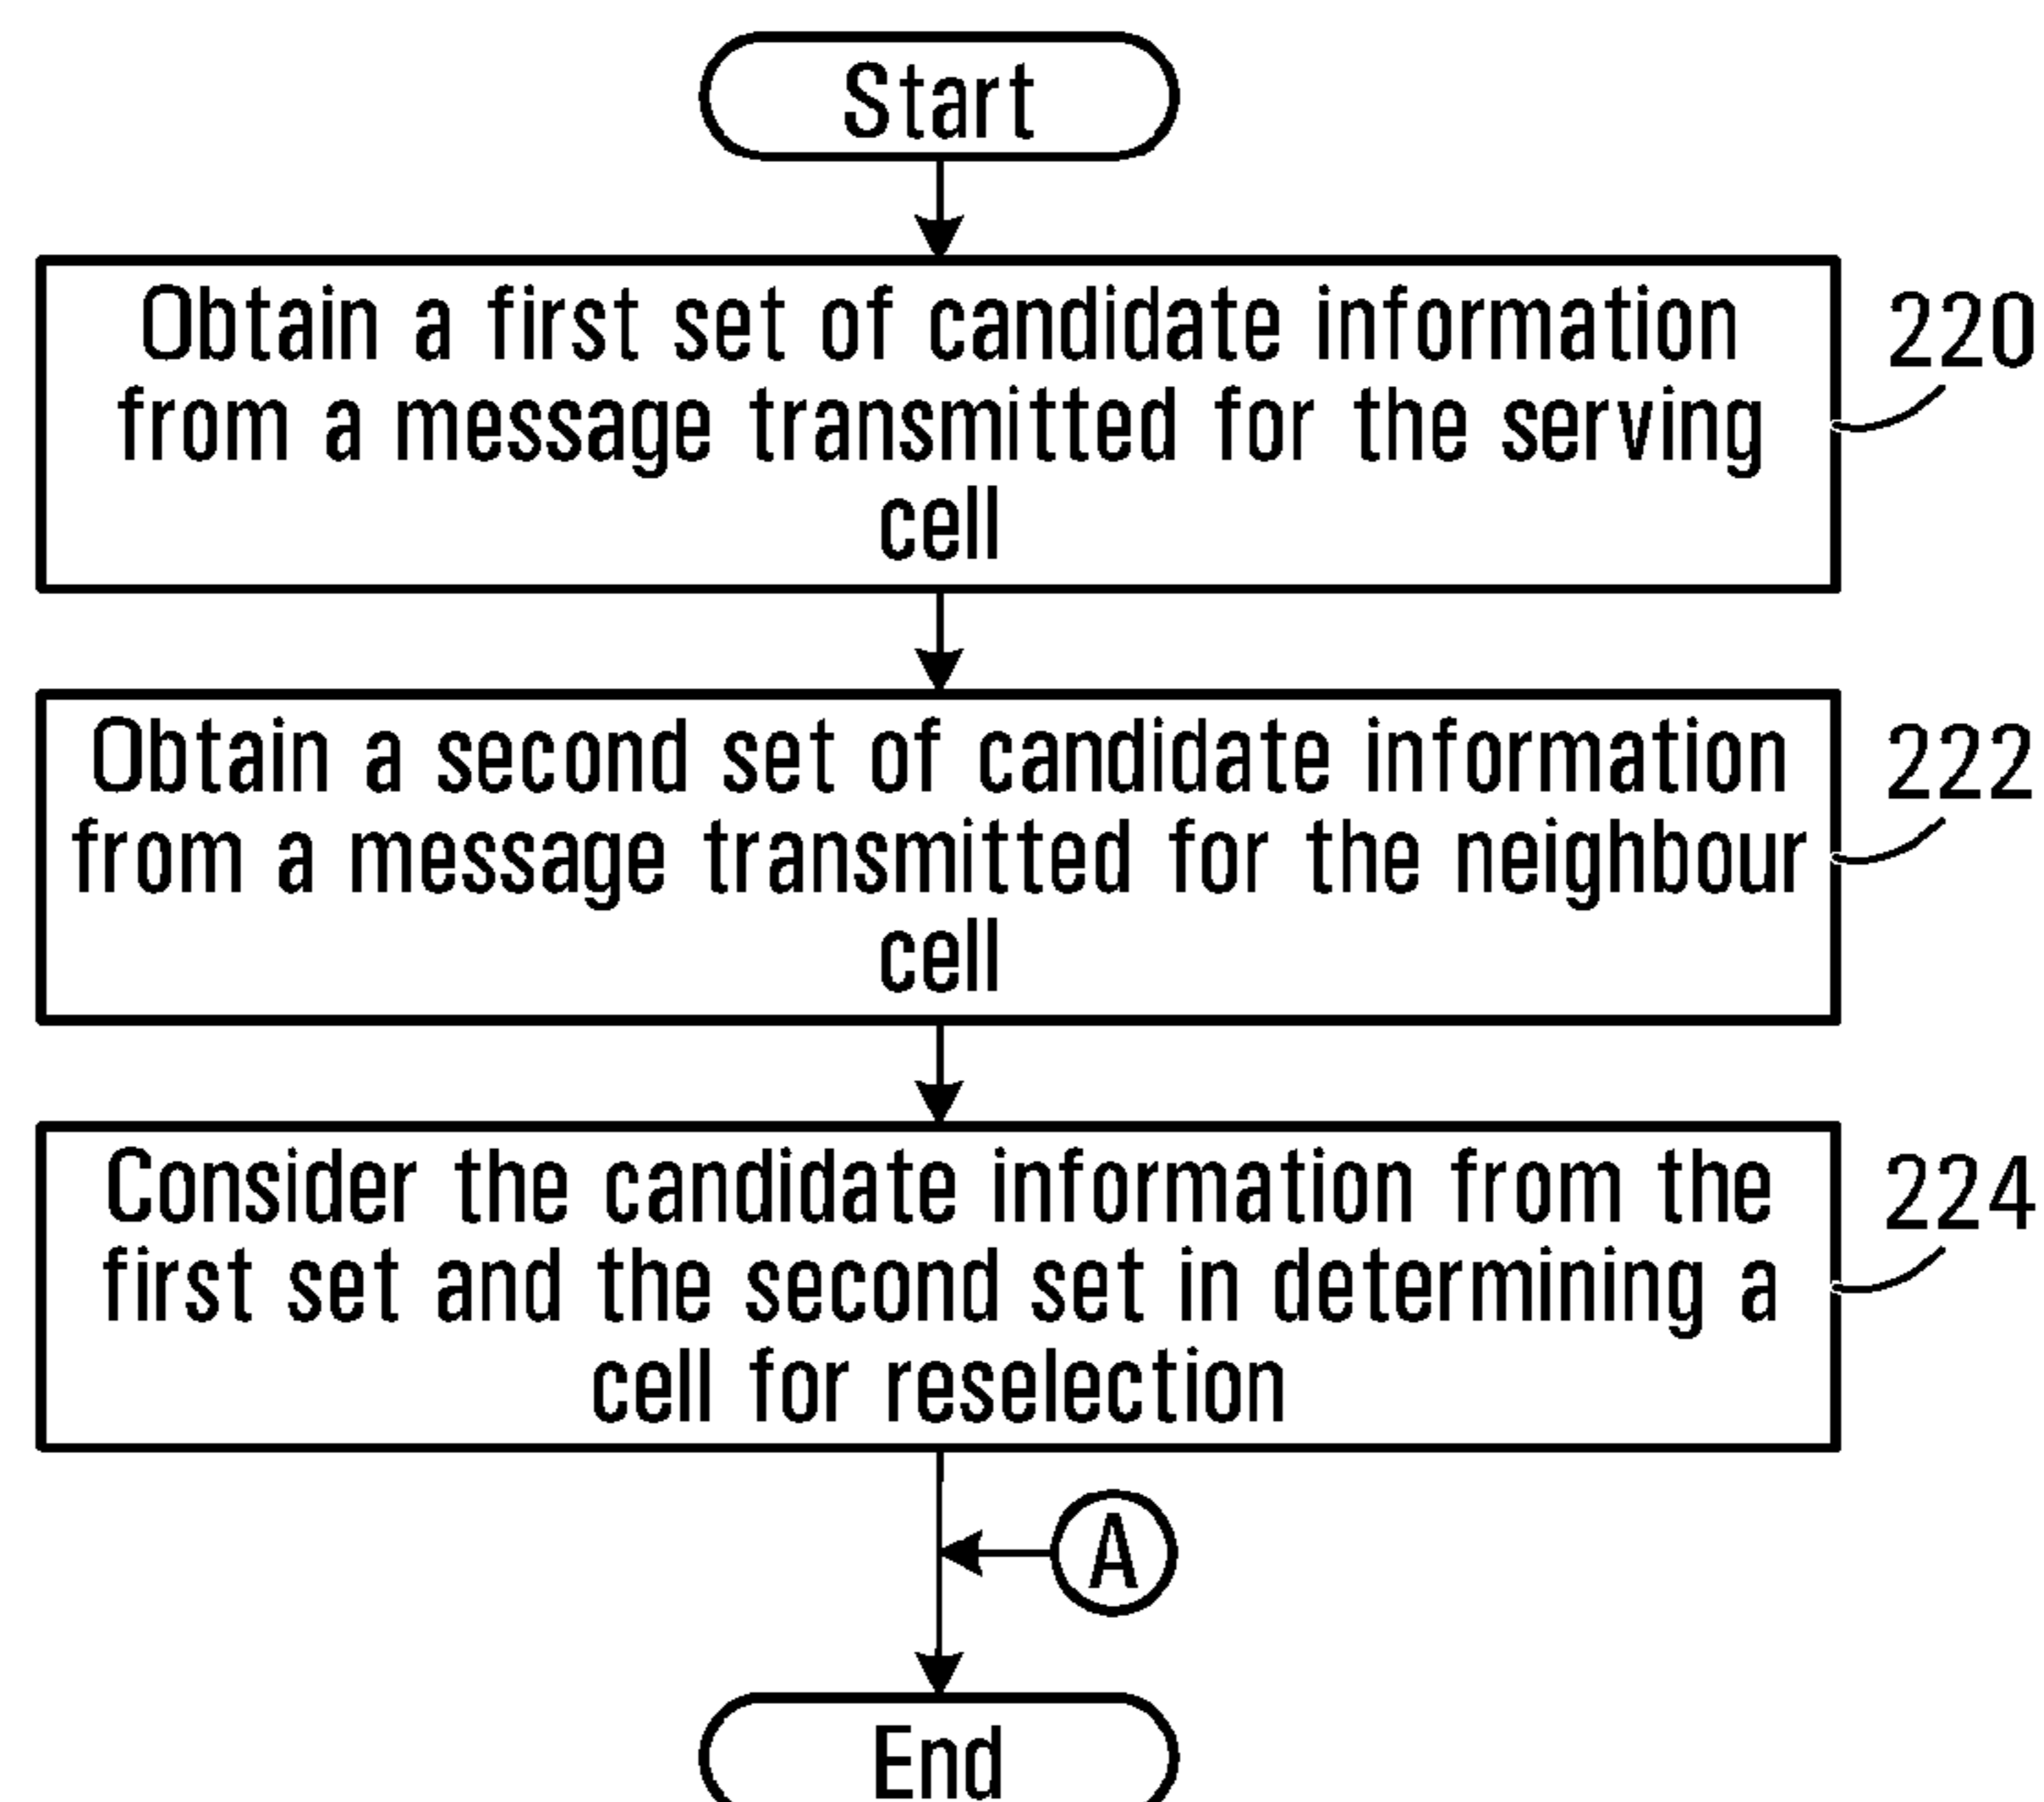 Start
Obtain a first set of candidate information
from a message transmitted for the serving
cell
220
Obtain a second set of candidate information
from a message transmitted for the neighbour
cell
222
Consider the candidate information from the
first set and the second set in determining a
cell for reselection
224
A
End